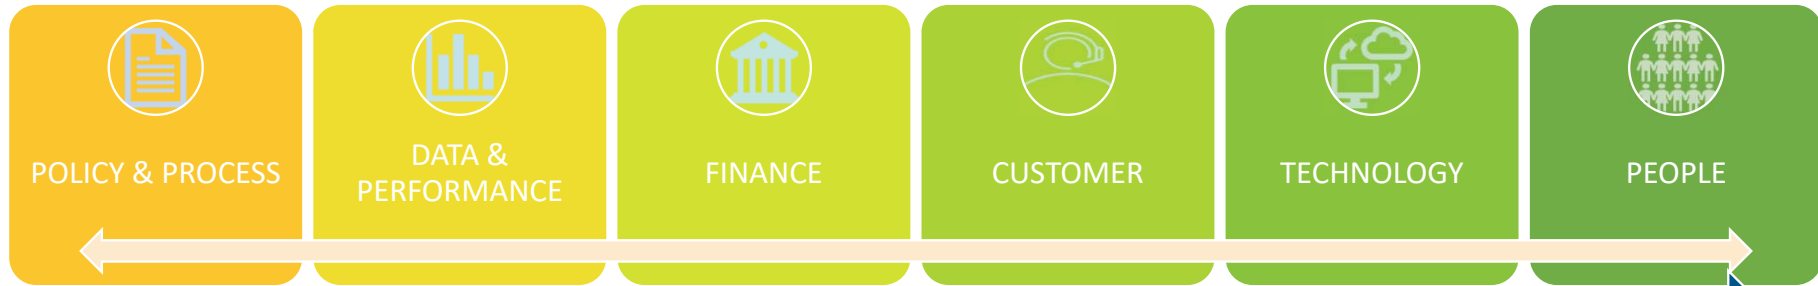 POLICY & PROCESS
DATA &
PERFORMANCE
FINANCE
CUSTOMER
TECHNOLOGY
PEOPLE